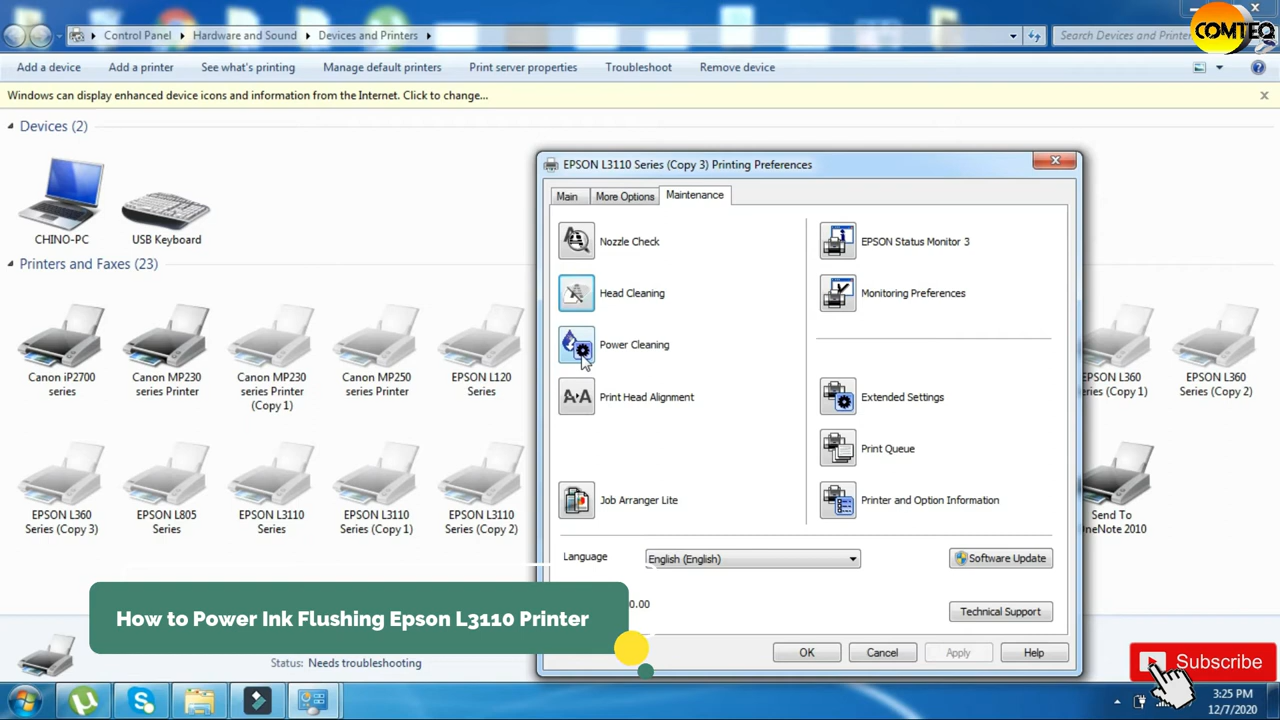 COMTEQ
Control Panel
Hardware and Sound
Devices and Printers
Search Devices and Printers
Add a device
Add a printer
See what's printing
Manage default printers
Print server properties
Troubleshoot
Remove device
Windows can display enhanced device icons and information from the Internet. Click to change...
Devices (2)
CHINO-PC
USB Keyboard
Printers and Faxes (23)
Canon iP2700 series
Canon MP230 series Printer
Canon MP230 series Printer (Copy 1)
Canon MP250 series Printer
EPSON L120 Series
EPSON L360 Series (Copy 1)
EPSON L360 Series (Copy 2)
EPSON L360 Series (Copy 3)
EPSON L805 Series
EPSON L3110 Series
EPSON L3110 Series (Copy 1)
EPSON L3110 Series (Copy 2)
Send To OneNote 2010
EPSON L3110 Series (Copy 3) Printing Preferences
Main
More Options
Maintenance
Nozzle Check
Head Cleaning
Power Cleaning
Print Head Alignment
Job Arranger Lite
EPSON Status Monitor 3
Monitoring Preferences
Extended Settings
Print Queue
Printer and Option Information
Language
English (English)
Software Update
0.00
Technical Support
OK
Cancel
Apply
Help
How to Power Ink Flushing Epson L3110 Printer
Status: Needs troubleshooting
Subscribe
3:25 PM
12/7/2020